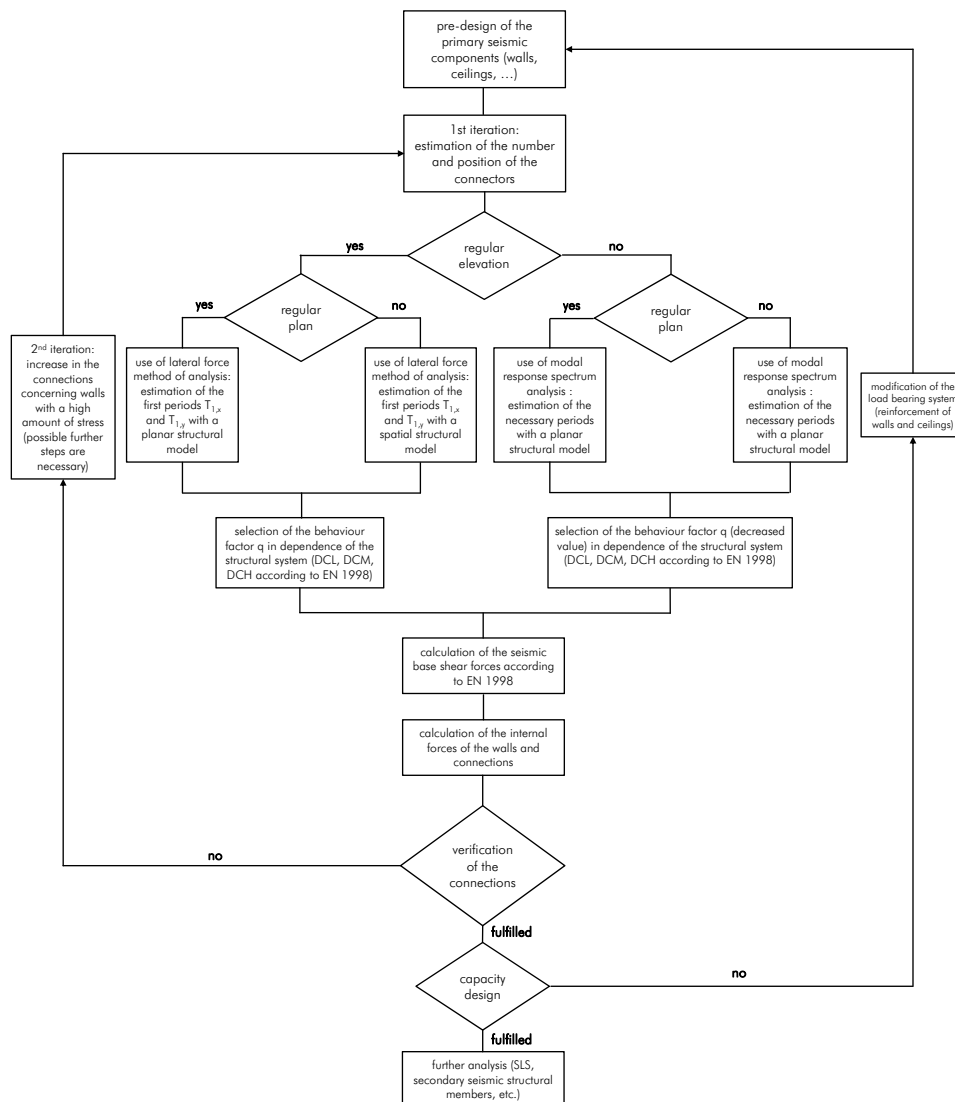 pre-design of the
primary seismic
components (walls,
ceilings, ...)
1st iteration:
estimation of the number
and position of the
connectors
yes
regular
elevation
no
yes
regular
plan
no
yes
regular
plan
no
2nd iteration:
increase in the
connections
concerning walls
with a high
amount of stress
(possible further
steps are
necessary)
use of lateral force
method of analysis:
estimation of the
first periods T1,x
and T1,y with a
planar structural
model
use of lateral force
method of analysis:
estimation of the
first periods T1,x
and T1,y with a
spatial structural
model
use of modal
response spectrum
analysis :
estimation of the
necessary periods
with a planar
structural model
use of modal
response spectrum
analysis :
estimation of the
necessary periods
with a planar
structural model
modification of the
load bearing system
(reinforcement of
walls and ceilings)
selection of the behaviour
factor q in dependence of the
structural system (DCL, DCM,
DCH according to EN 1998)
selection of the behaviour factor q (decreased
value) in dependence of the structural system
(DCL, DCM, DCH according to EN 1998)
calculation of the seismic
base shear forces according
to EN 1998
calculation of the internal
forces of the walls and
connections
no
verification
of the
connections
fulfilled
capacity
design
no
fulfilled
further analysis (SLS,
secondary seismic structural
members, etc.)